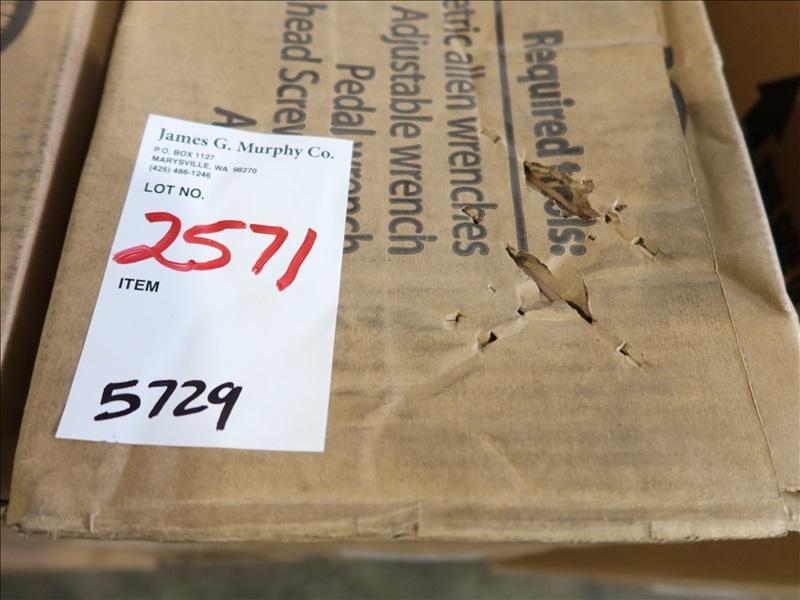 James G. Murphy Co.
P.O. BOX 1127
MARYSVILLE, WA 98270
(425) 486-1246
LOT NO.
2571
ITEM
5729
Required tools:
etric allen wrenches
Adjustable wrench
Pedal wrench
head Screw
A